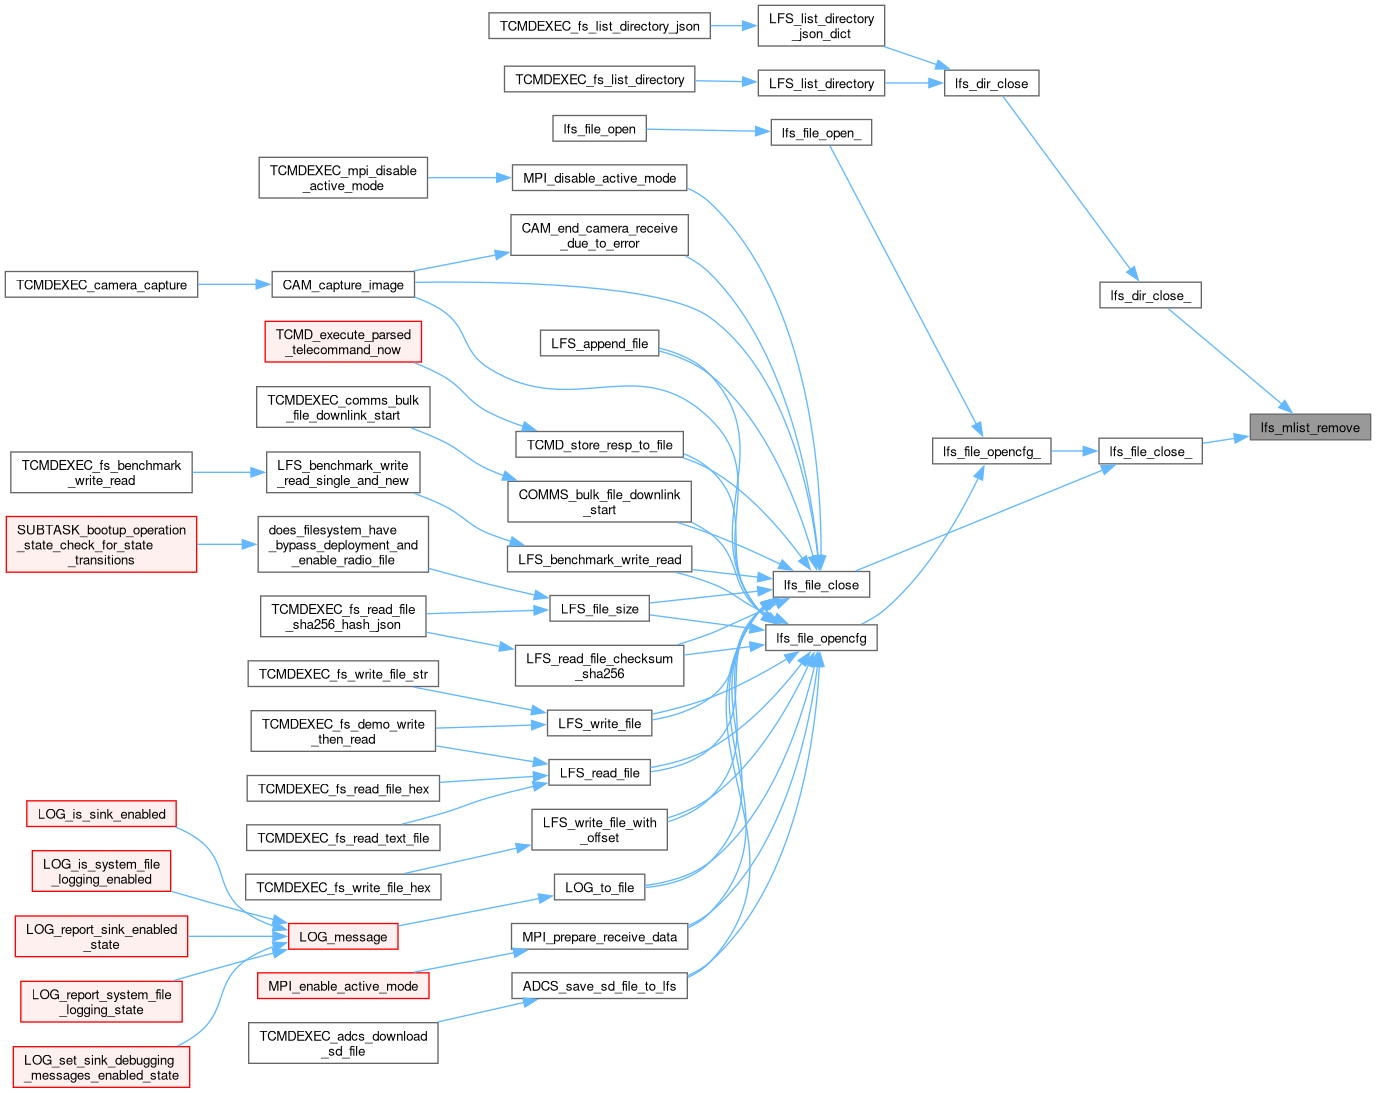 TCMDEXEC_fs_list_directory_json
LFS_list_directory
_json_dict
TCMDEXEC_fs_list_directory
LFS_list_directory
lfs_dir_close
lfs_file_open
lfs_file_open_
TCMDEXEC_mpi_disable
_active_mode
MPI_disable_active_mode
CAM_end_camera_receive
_due_to_error
TCMDEXEC_camera_capture
CAM_capture_image
lfs_dir_close_
TCMD_execute_parsed
_telecommand_now
LFS_append_file
TCMDEXEC_comms_bulk
_file_downlink_start
TCMD_store_resp_to_file
lfs_mlist_remove
lfs_file_opencfg_
lfs_file_close_
TCMDEXEC_fs_benchmark
_write_read
LFS_benchmark_write
_read_single_and_new
COMMS_bulk_file_downlink
_start
SUBTASK_bootup_operation
_state_check_for_state
_transitions
does_filesystem_have
_bypass_deployment_and
_enable_radio_file
LFS_benchmark_write_read
lfs_file_close
TCMDEXEC_fs_read_file
_sha256_hash_json
LFS_file_size
lfs_file_opencfg
LFS_read_file_checksum
_sha256
TCMDEXEC_fs_write_file_str
LFS_write_file
TCMDEXEC_fs_demo_write
_then_read
LFS_read_file
TCMDEXEC_fs_read_file_hex
LOG_is_sink_enabled
TCMDEXEC_fs_read_text_file
LFS_write_file_with
_offset
LOG_is_system_file
_logging_enabled
TCMDEXEC_fs_write_file_hex
LOG_to_file
LOG_report_sink_enabled
_state
LOG_message
MPI_prepare_receive_data
LOG_report_system_file
_logging_state
MPI_enable_active_mode
ADCS_save_sd_file_to_lfs
TCMDEXEC_adcs_download
_sd_file
LOG_set_sink_debugging
_messages_enabled_state